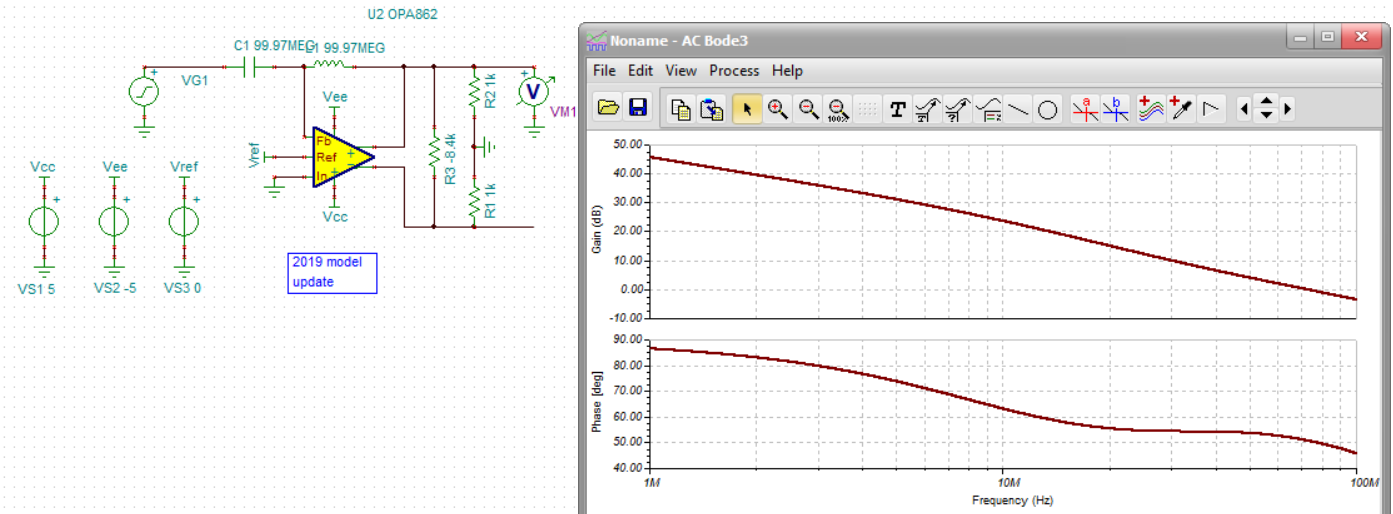 U2 OPA862
C1 99.97MEG
L1 99.97MEG
VG1
Vee
R2 1k
V
VM1
Fb
Ref
In
Vref
R3 -8.4k
R1 1k
Vcc
Vcc
Vee
Vref
VS1 5
VS2 -5
VS3 0
2019 model
update
Noname - AC Bode3
File Edit View Process Help
100%
T
a
b
50.00
40.00
30.00
20.00
10.00
0.00
-10.00
Gain (dB)
90.00
80.00
70.00
60.00
50.00
40.00
Phase [deg]
1M
10M
100M
Frequency (Hz)